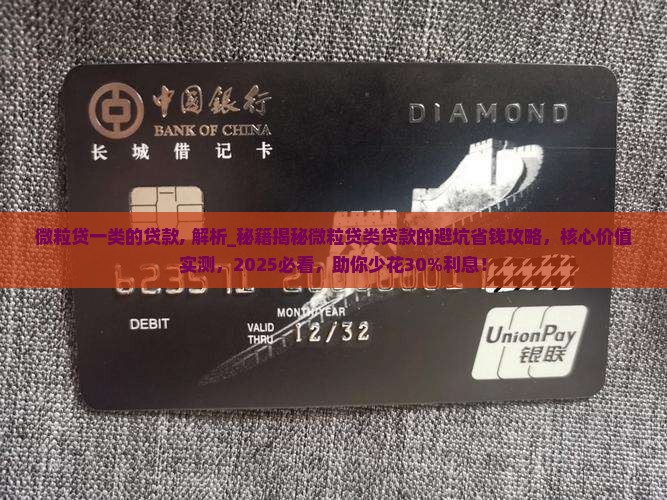 中国银行
BANK OF CHINA
长城借记卡
DIAMOND
微粒贷一类的贷款, 解析_秘籍揭秘微粒贷类贷款的避坑省钱攻略，核心价值
实测，2025必看，助你少花30%利息！
DEBIT
MONTH/YEAR
VALID
THRU
12/32
UnionPay
银联